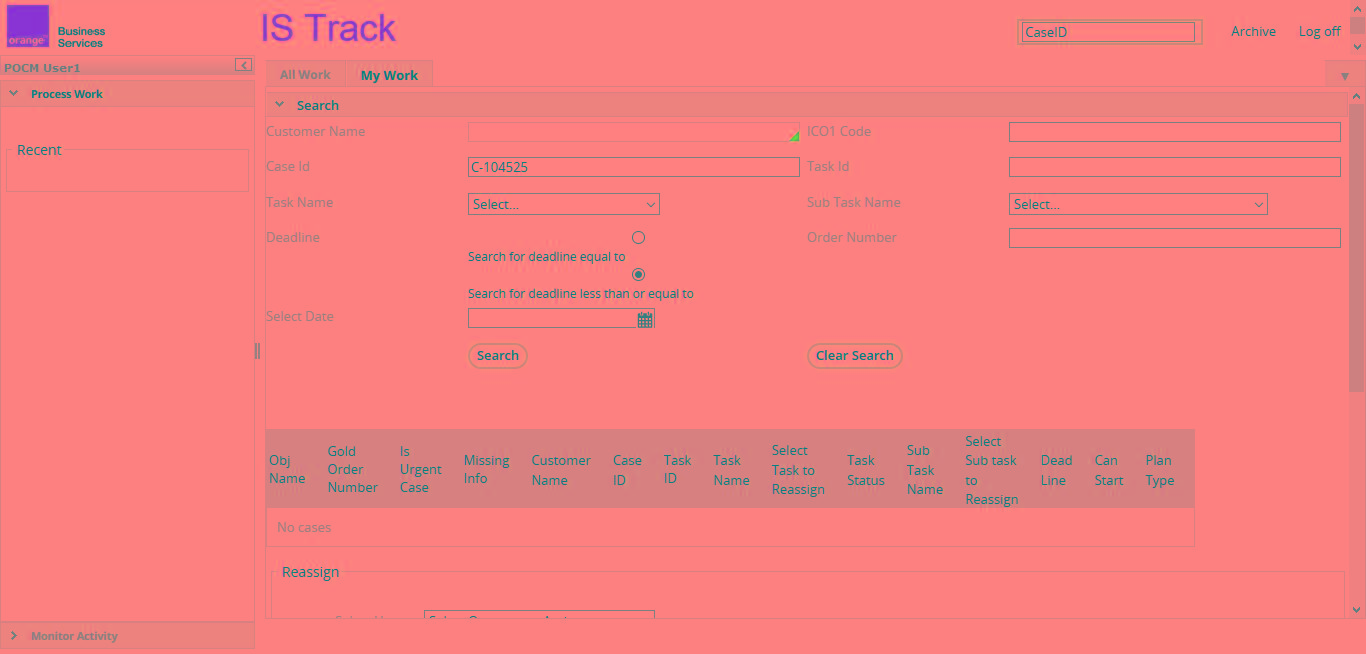 orange™
Business
Services
IS Track
CaseID
Archive
Log off
POCM User1
Process Work
Recent
Monitor Activity
All Work
My Work
Search
Customer Name
ICO1 Code
Case Id
C-104525
Task Id
Task Name
Select...
Sub Task Name
Select...
Deadline
Order Number
Search for deadline equal to
Search for deadline less than or equal to
Select Date
Search
Clear Search
Obj Name
Gold Order Number
Is Urgent Case
Missing Info
Customer Name
Case ID
Task ID
Task Name
Select Task to Reassign
Task Status
Sub Task Name
Select Sub task to Reassign
Dead Line
Can Start
Plan Type
No cases
Reassign